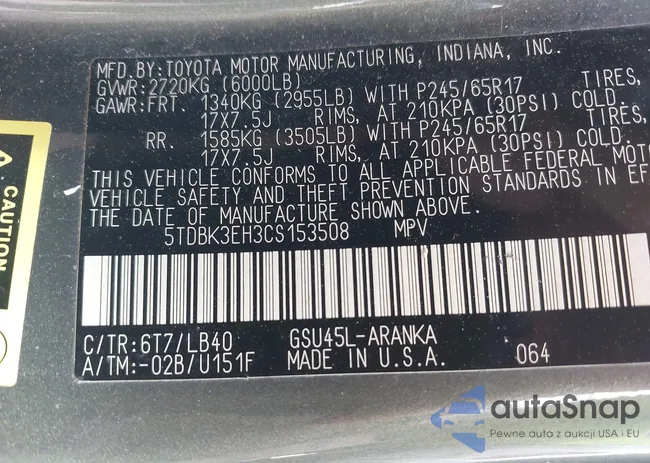 MFD. BY: TOYOTA MOTOR MANUFACTURING, INDIANA, INC.
GVWR: 2720KG (6000LB)
GAWR: FRT. 1340KG (2955LB) WITH P245/65R17 TIRES,
17X7.5J RIMS, AT 210KPA (30PSI) COLD.
RR. 1585KG (3505LB) WITH P245/65R17 TIRES,
17X7.5J RIMS, AT 210KPA (30PSI) COLD.
THIS VEHICLE CONFORMS TO ALL APPLICABLE FEDERAL MOTO
VEHICLE SAFETY AND THEFT PREVENTION STANDARDS IN EF
THE DATE OF MANUFACTURE SHOWN ABOVE.
5TDBK3EH3CS153508 MPV
C/TR: 6T7/LB40 GSU45L-ARANKA
A/TM:-02B/U151F MADE IN U.S.A. 064
CAUTION
autaSnap
Pewne auta z aukcji USA i EU